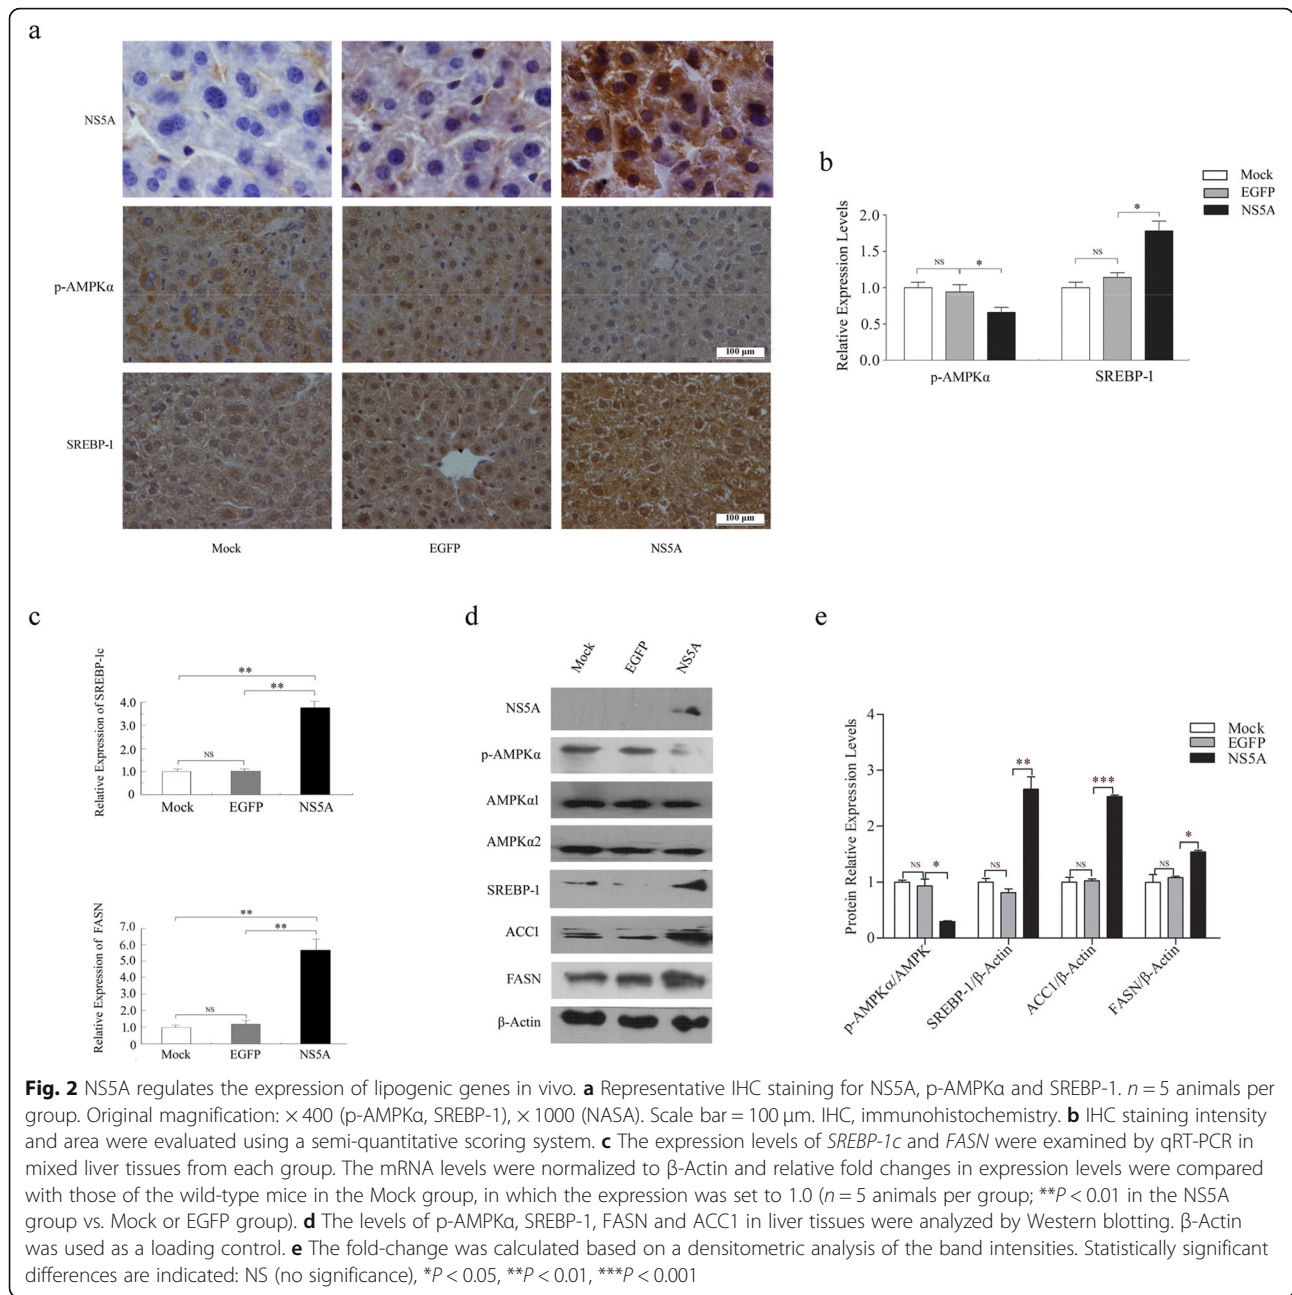 a
NS5A
p-AMPKα
100 µm
SREBP-1
100 µm
Mock EGFP NS5A
b
Mock
EGFP
NS5A
Relative Expression Levels
2.0
1.5
1.0
0.5
0.0
NS
*
NS
*
p-AMPKα SREBP-1
c
Relative Expression of SREBP-1c
4.0
3.0
2.0
1.0
0
**
**
NS
Mock EGFP NS5A
Relative Expression of FASN
7.0
6.0
5.0
4.0
3.0
2.0
1.0
0
**
**
NS
Mock EGFP NS5A
d
Mock EGFP NS5A
NS5A
p-AMPKα
AMPKα1
AMPKα2
SREBP-1
ACC1
FASN
β-Actin
e
Mock
EGFP
NS5A
Protein Relative Expression Levels
4
3
2
1
0
NS
*
NS
**
NS
***
NS
*
p-AMPKα/AMPK
SREBP-1/β-Actin
ACC1/β-Actin
FASN/β-Actin
Fig. 2 NS5A regulates the expression of lipogenic genes in vivo. a Representative IHC staining for NS5A, p-AMPKα and SREBP-1. n = 5 animals per
group. Original magnification: × 400 (p-AMPKα, SREBP-1), × 1000 (NASA). Scale bar = 100 µm. IHC, immunohistochemistry. b IHC staining intensity
and area were evaluated using a semi-quantitative scoring system. c The expression levels of SREBP-1c and FASN were examined by qRT-PCR in
mixed liver tissues from each group. The mRNA levels were normalized to β-Actin and relative fold changes in expression levels were compared
with those of the wild-type mice in the Mock group, in which the expression was set to 1.0 (n = 5 animals per group; **P < 0.01 in the NS5A
group vs. Mock or EGFP group). d The levels of p-AMPKα, SREBP-1, FASN and ACC1 in liver tissues were analyzed by Western blotting. β-Actin
was used as a loading control. e The fold-change was calculated based on a densitometric analysis of the band intensities. Statistically significant
differences are indicated: NS (no significance), *P < 0.05, **P < 0.01, ***P < 0.001